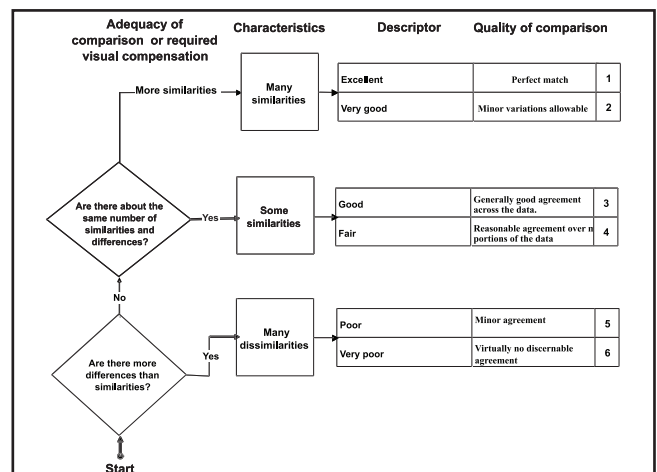 Adequacy of
comparison or required
visual compensation
Characteristics
Descriptor
Quality of comparison
More similarities
Many
similarities
Excellent
Perfect match
1
Very good
Minor variations allowable
2
Are there about the
same number of
similarities and
differences?
Yes
Some
similarities
Good
Generally good agreement
across the data.
3
Fair
Reasonable agreement over
portions of the data
4
No
Are there more
differences than
similarities?
Yes
Many
dissimilarities
Poor
Minor agreement
5
Very poor
Virtually no discernable
agreement
6
Start